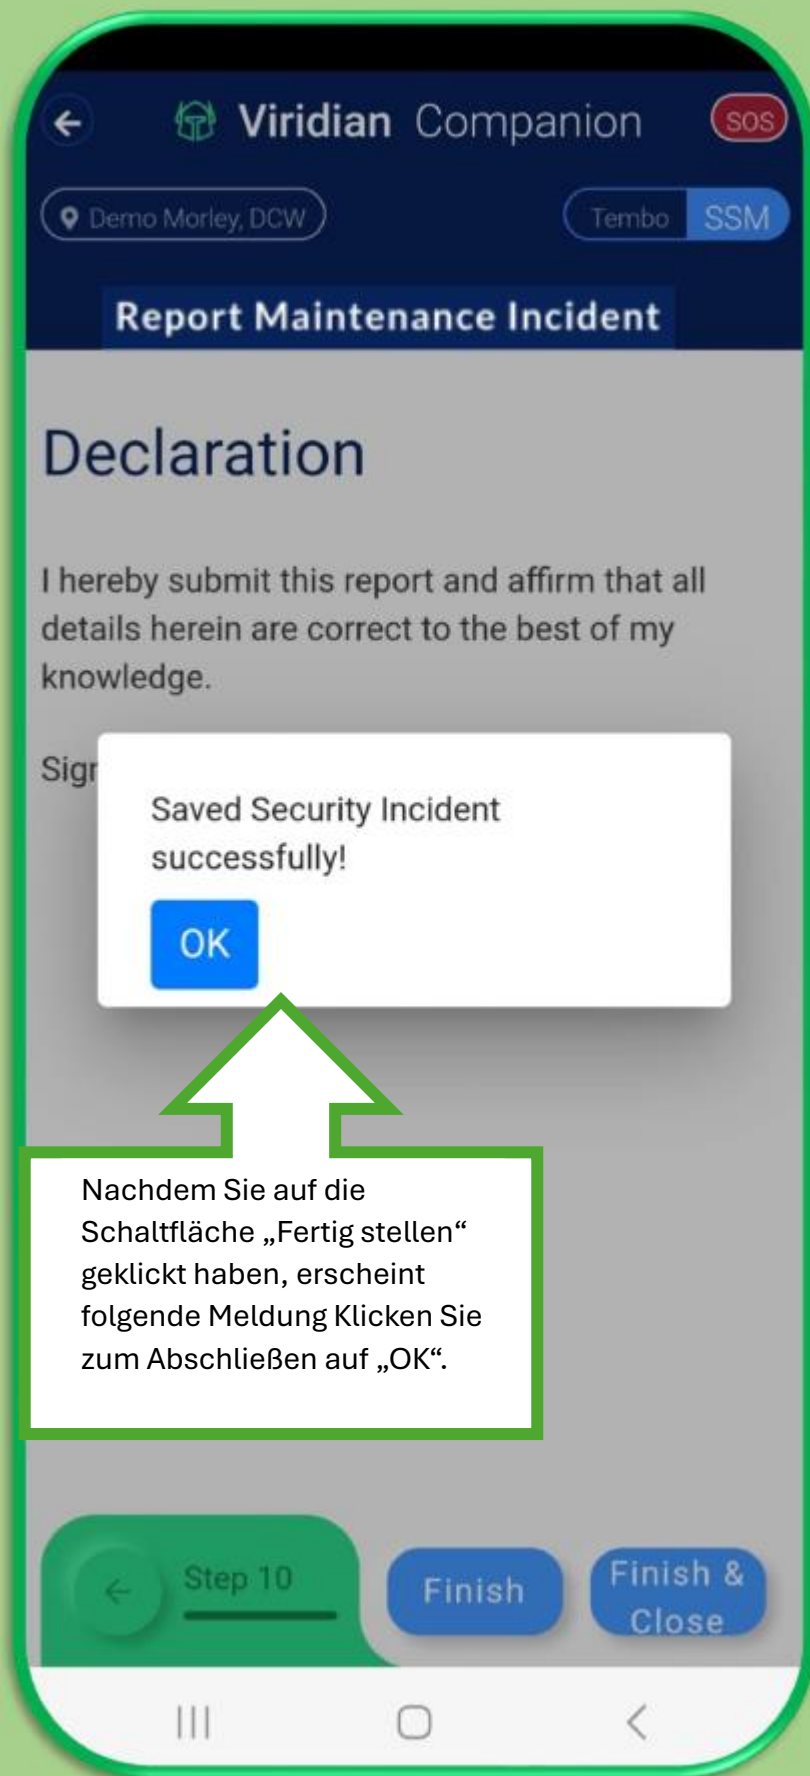 Viridian Companion
SOS
Demo Morley, DCW
Tembo SSM
Report Maintenance Incident
Declaration
I hereby submit this report and affirm that all
details herein are correct to the best of my
knowledge.
Sigr
Saved Security Incident
successfully!
OK
Nachdem Sie auf die
Schaltfläche „Fertig stellen“
geklickt haben, erscheint
folgende Meldung Klicken Sie
zum Abschließen auf „OK“.
Step 10
Finish
Finish &
Close